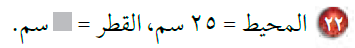 ٢٢ المحيط = ٢٥ سم، القطر = ■ سم.